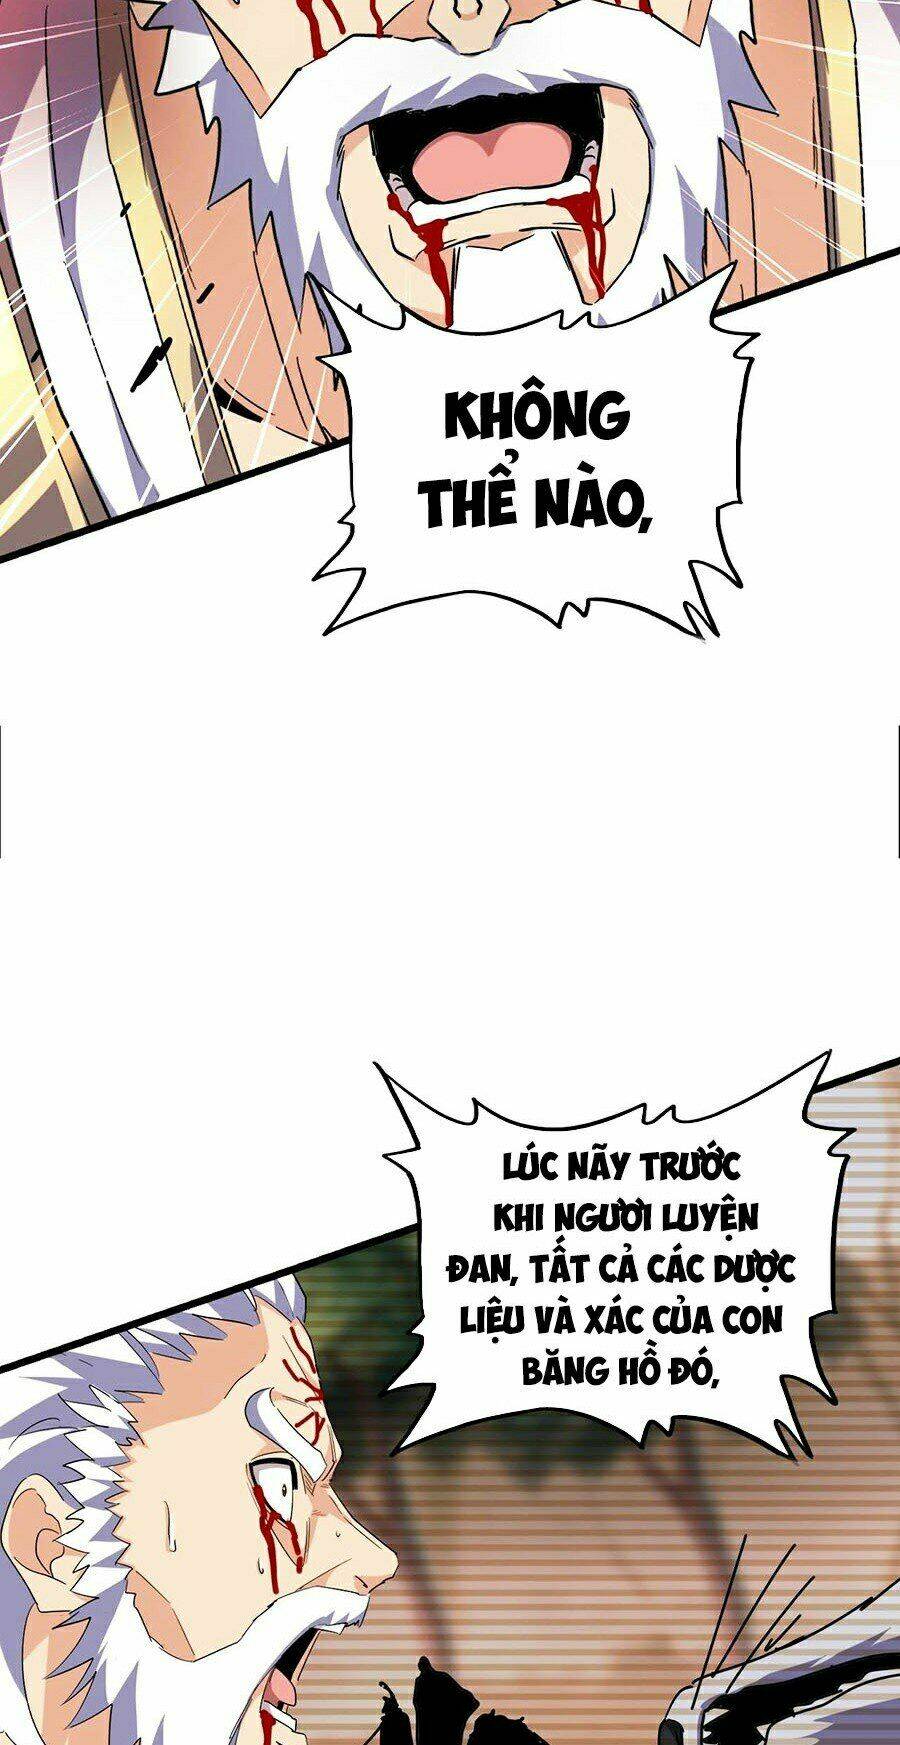 KHÔNG
THỂ NÀO,
LÚC NÃY TRƯỚC
KHI NGƯƠI LUYỆN
ĐAN, TẤT CẢ CÁC DƯỢC
LIỆU VÀ XÁC CỦA CON
BĂNG HỒ ĐÓ,